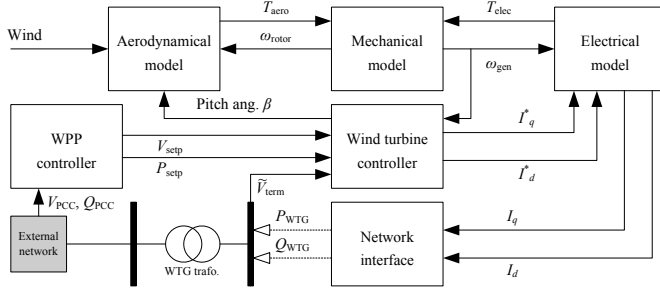 T_aero
T_elec
Wind
Aerodynamical
model
ω_rotor
Mechanical
model
ω_gen
Electrical
model
Pitch ang. β
WPP
controller
V_setp
P_setp
Wind turbine
controller
I*_q
I*_d
Ṽ_term
V_PCC, Q_PCC
External
network
WTG trafo.
P_WTG
Q_WTG
Network
interface
I_q
I_d